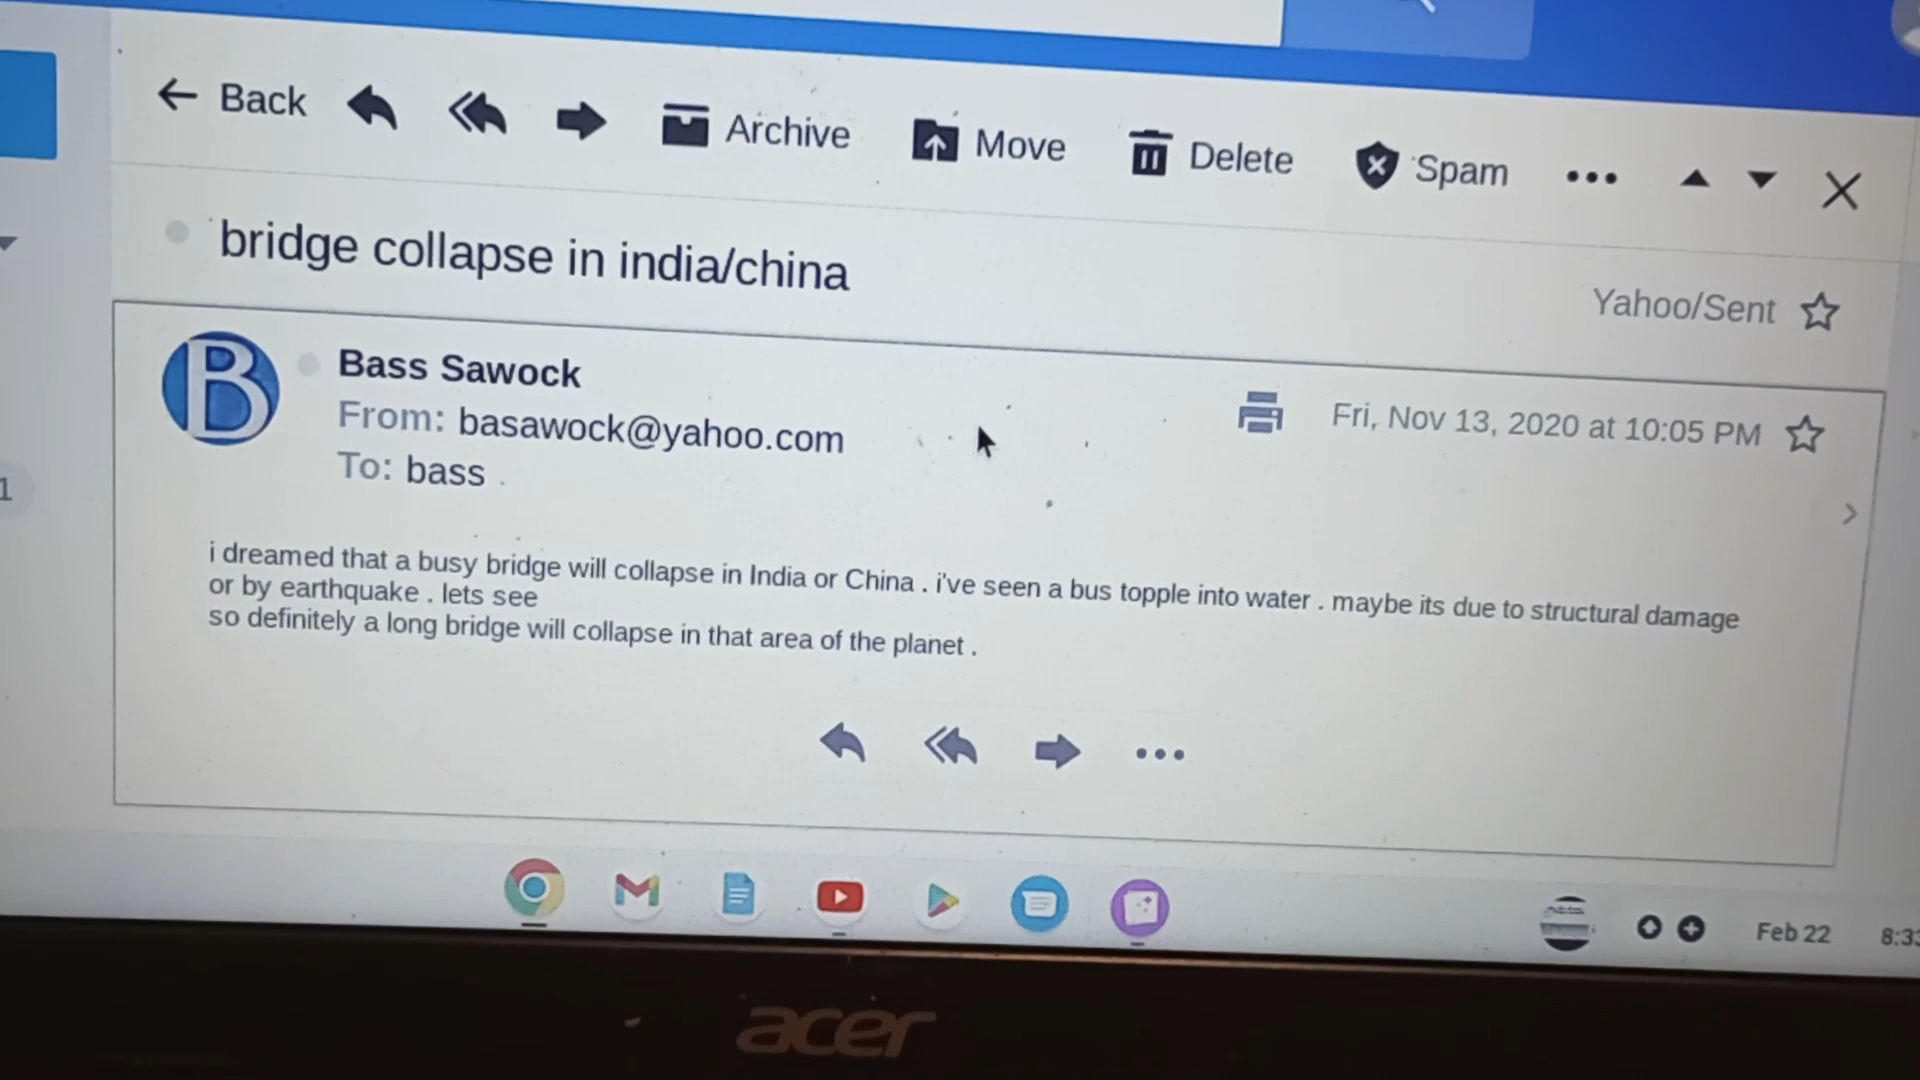 Back
Archive
Move
Delete
Spam
bridge collapse in india/china
Yahoo/Sent
B
Bass Sawock
From: basawock@yahoo.com
Fri, Nov 13, 2020 at 10:05 PM
To: bass
1
i dreamed that a busy bridge will collapse in India or China . i've seen a bus topple into water . maybe its due to structural damage
or by earthquake . lets see
so definitely a long bridge will collapse in that area of the planet .
Feb 22
8:33
acer